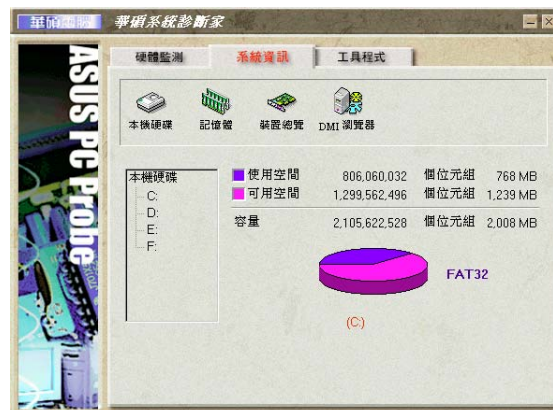 華碩電腦 華碩系統診斷家
ASUS PC Probe
硬體監測 系統資訊 工具程式
本機硬碟 記憶體 裝置總覽 DMI 瀏覽器
本機硬碟
C:
D:
E:
F:
使用空間 806,060,032 個位元組 768 MB
可用空間 1,299,562,496 個位元組 1,239 MB
容量 2,105,622,528 個位元組 2,008 MB
FAT32
(C:)